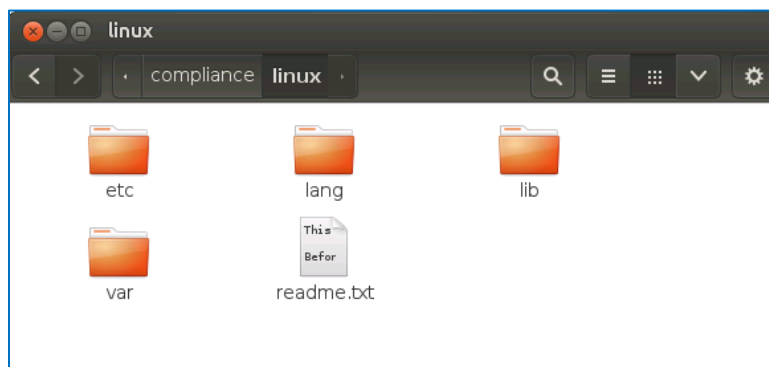 linux
compliance linux
etc lang lib
This
Befor
var readme.txt